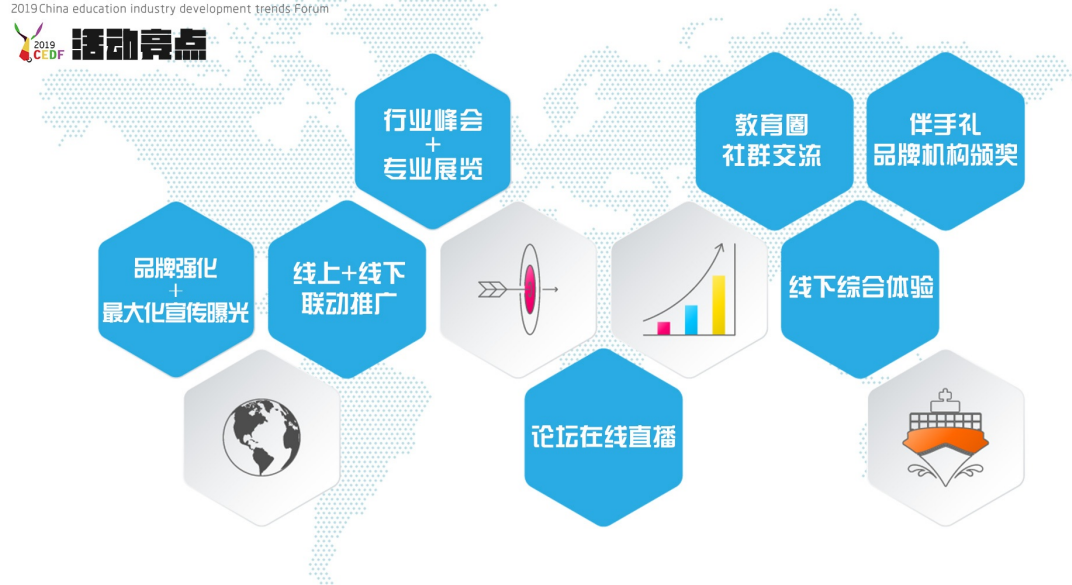 2019 China education industry development trends Forum
2019
CEDF
活动亮点
行业峰会
+
专业展览
教育圈
社群交流
伴手礼
品牌机构颁奖
品牌强化
+
最大化宣传曝光
线上+线下
联动推广
线下综合体验
论坛在线直播